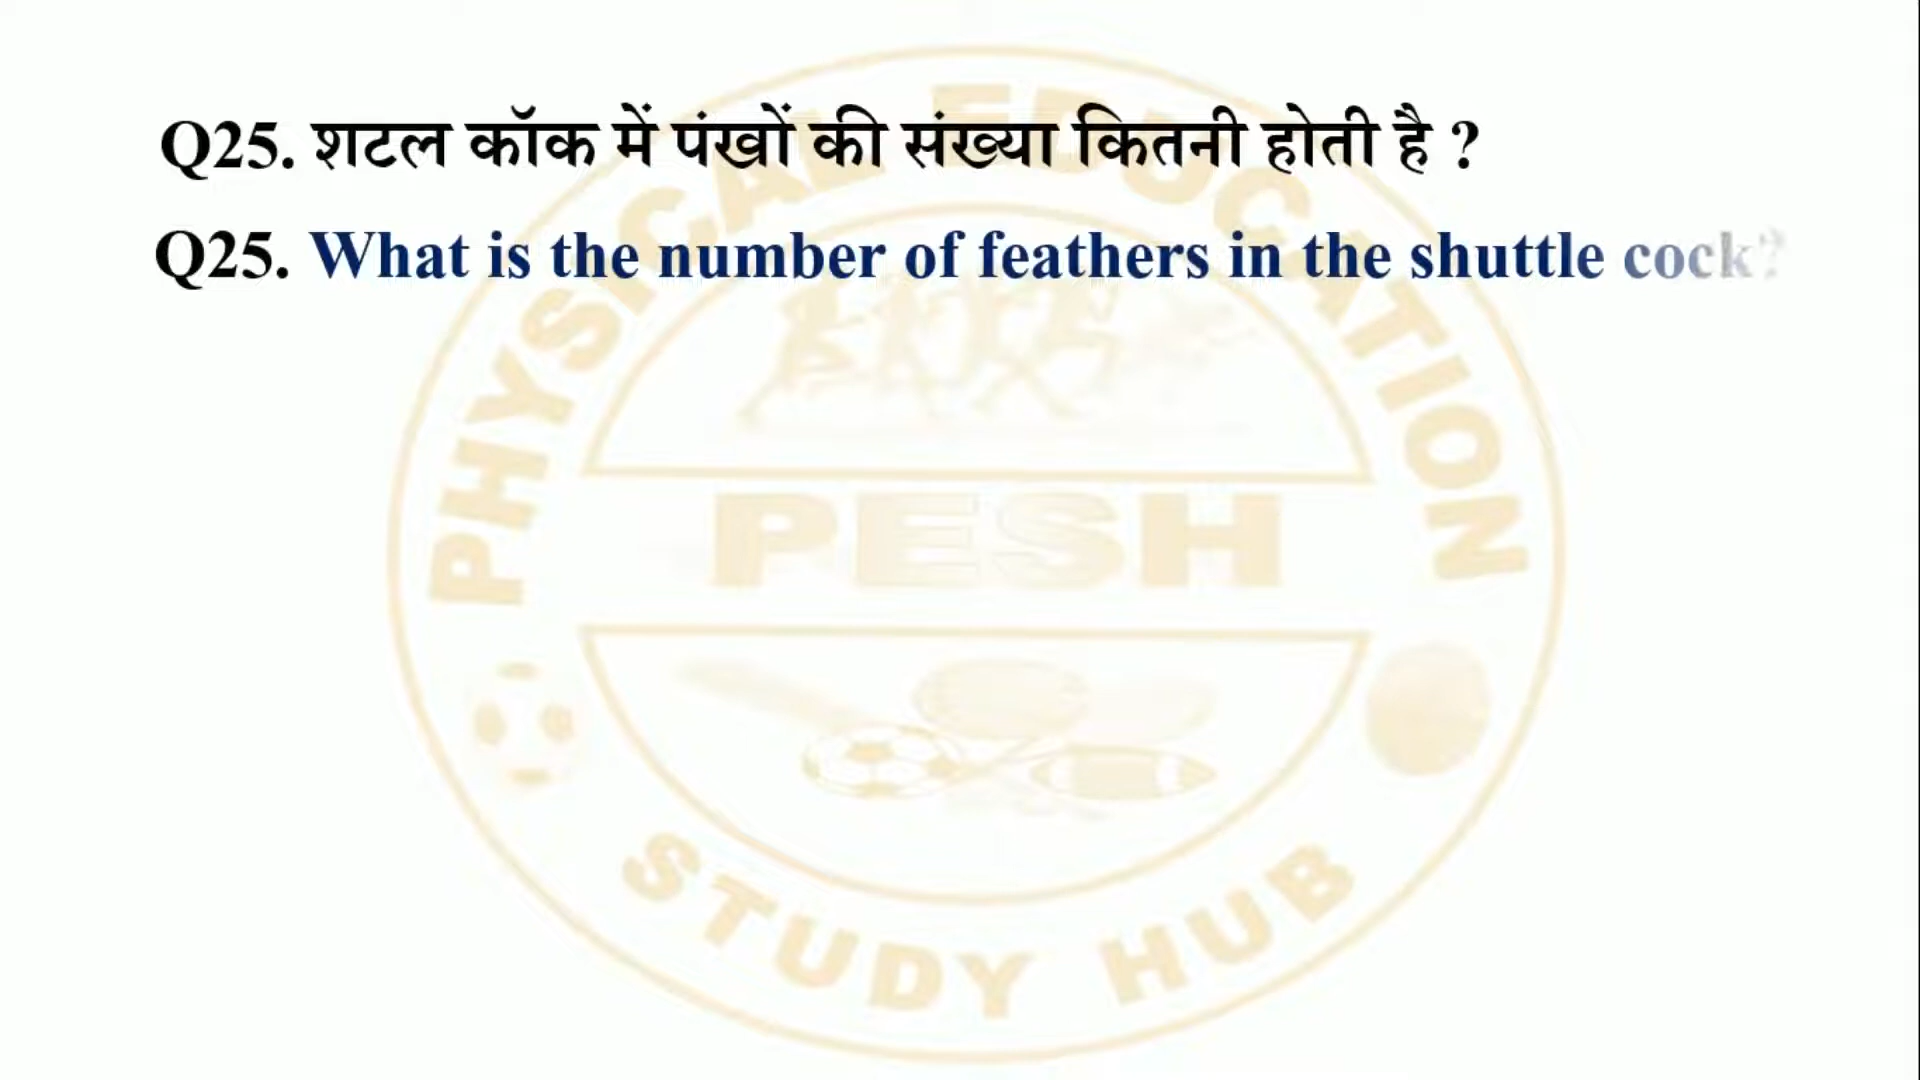 Q25. शटल कॉक में पंखों की संख्या कितनी होती है ?
Q25. What is the number of feathers in the shuttle cock?
PHYSICAL EDUCATION
PESH
STUDY HUB